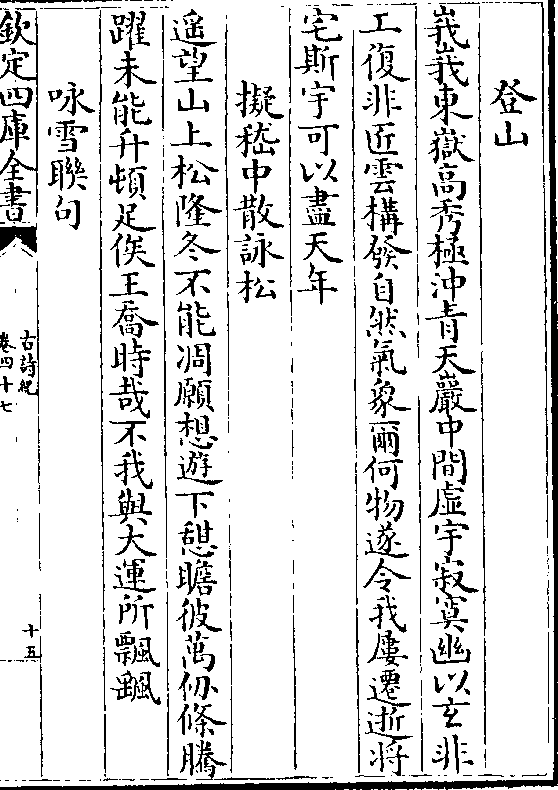 登山
峩峩東嶽高秀極沖青天巖中間虛宇寂寞幽以玄非
工復非匠雲構發自然氣象爾何物遂令我屢遷逝將
宅斯宇可以盡天年
擬嵇中散詠松
遥望山上松隆冬不能凋願想遊下憇瞻彼萬仭條騰
躍未能升頓足俟王喬時哉不我與大運所飄飖
咏雪聯句
欽定四庫全書
古詩紀
卷四十七
十五